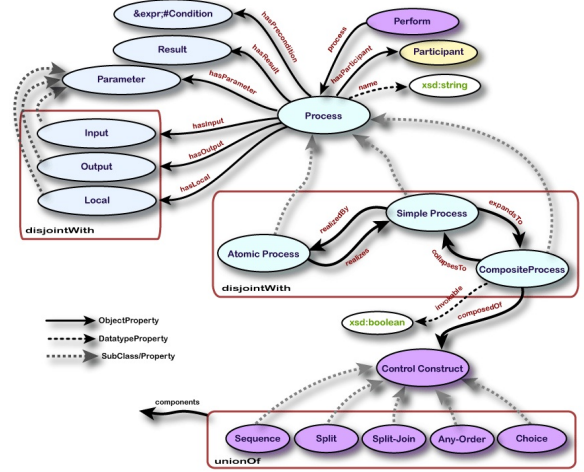 &expr;#Condition
Perform
hasPrecondition
process
Result
hasResult
hasParticipant
Participant
Parameter
hasParameter
name
xsd:string
Process
Input
hasInput
Output
hasOutput
Local
hasLocal
disjointWith
Simple Process
expandsTo
realizedBy
Atomic Process
realizes
collapsesTo
CompositeProcess
disjointWith
invokable
composedOf
xsd:boolean
ObjectProperty
DatatypeProperty
SubClass/Property
Control Construct
components
Sequence
Split
Split-Join
Any-Order
Choice
unionOf